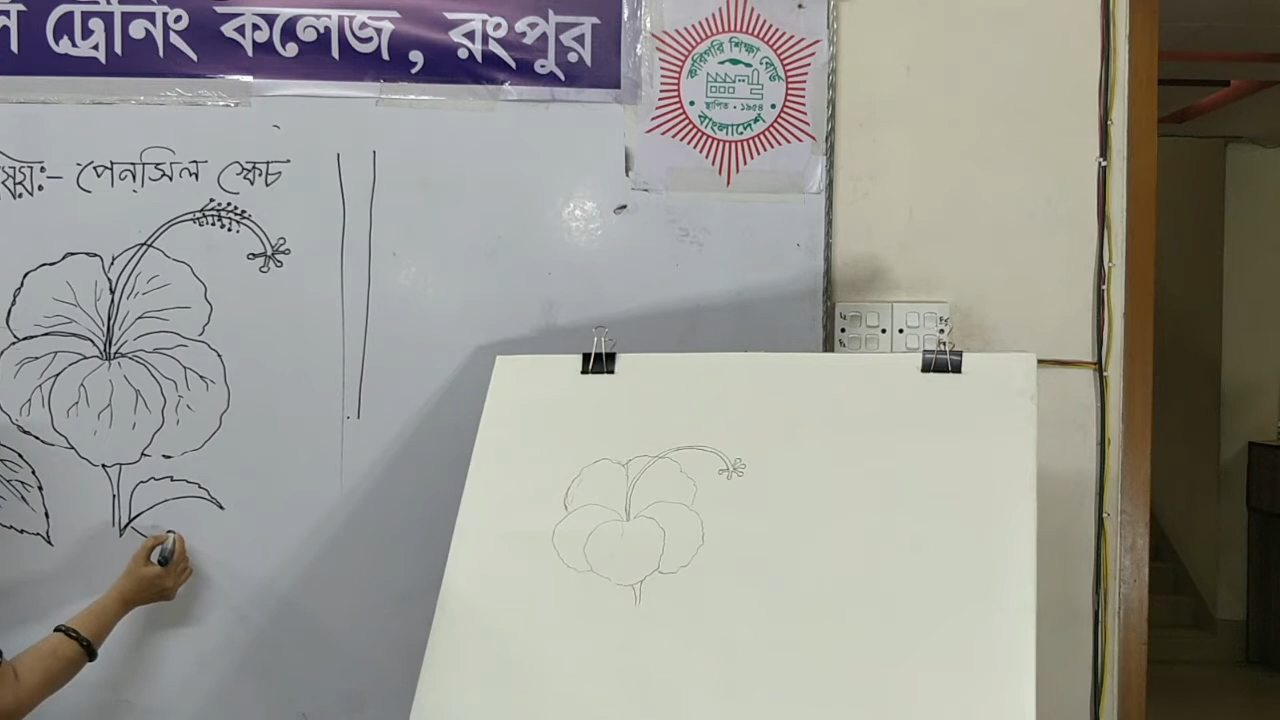 ট্রেনিং কলেজ, রংপুর
কারিগরি শিক্ষা বোর্ড
স্থাপিত • ১৯৫৪
বাংলাদেশ
পেনসিল স্কেচ